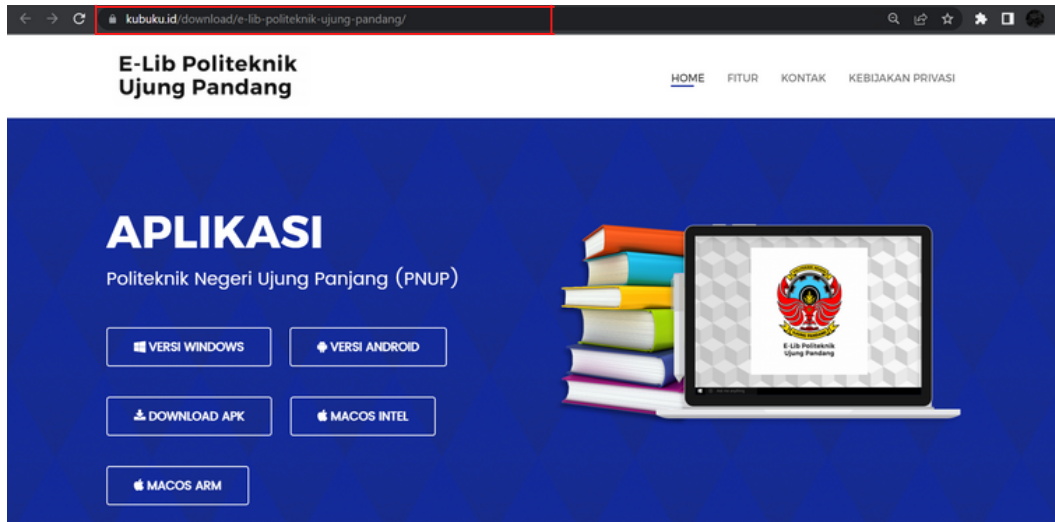 kubuku.id/download/e-lib-politeknik-ujung-pandang/
E-Lib Politeknik
Ujung Pandang
HOME FITUR KONTAK KEBIJAKAN PRIVASI
APLIKASI
Politeknik Negeri Ujung Panjang (PNUP)
VERSI WINDOWS VERSI ANDROID
DOWNLOAD APK MACOS INTEL
MACOS ARM
E-Lib Politeknik
Ujung Pandang